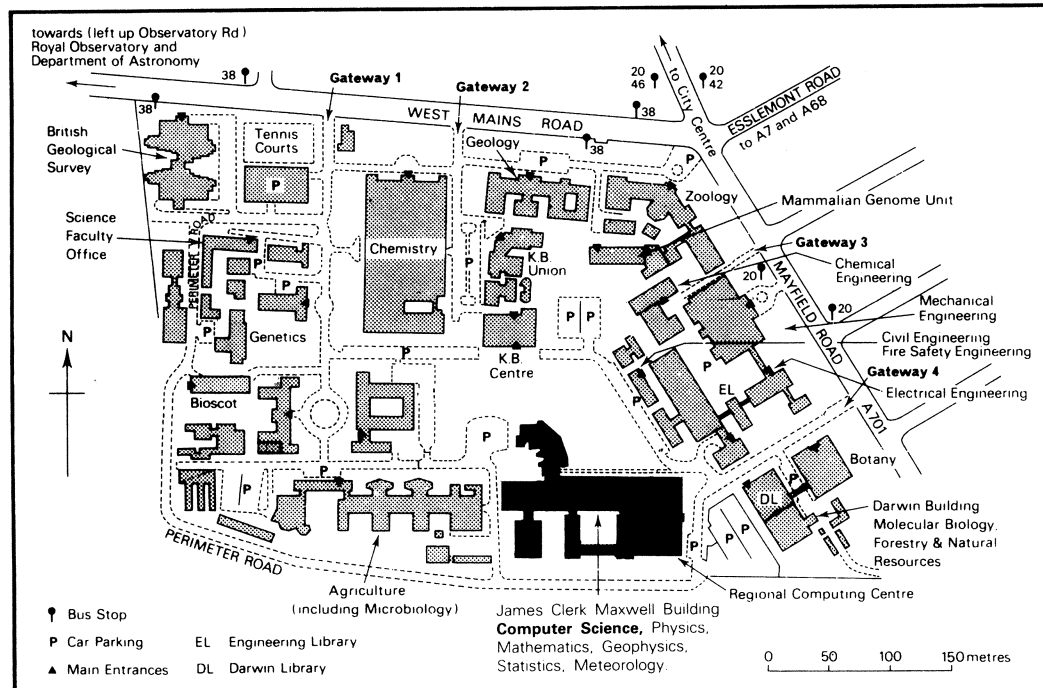 towards (left up Observatory Rd)
Royal Observatory and
Department of Astronomy
38
38
Gateway 1
Gateway 2
WEST MAINS ROAD
38
38
20
46
to City Centre
20
42
ESSLEMONT ROAD
to A7 and A68
British
Geological
Survey
Tennis
Courts
P
Geology
P
P
Zoology
Mammalian Genome Unit
Science
Faculty
Office
PERIMETER ROAD
P
P
P
Chemistry
P
K.B.
Union
Gateway 3
Chemical
Engineering
20
MAYFIELD ROAD
20
Mechanical
Engineering
Genetics
P
K.B.
Centre
P P
Civil Engineering
Fire Safety Engineering
P
P
EL
Gateway 4
Electrical Engineering
A701
Bioscot
P
P
P
Botany
P
DL
P P
P
Darwin Building
Molecular Biology,
Forestry & Natural
Resources
PERIMETER ROAD
Agriculture
(including Microbiology)
Regional Computing Centre
James Clerk Maxwell Building
Computer Science, Physics,
Mathematics, Geophysics,
Statistics, Meteorology.
N
Bus Stop
P Car Parking
Main Entrances
EL Engineering Library
DL Darwin Library
0 50 100 150 metres